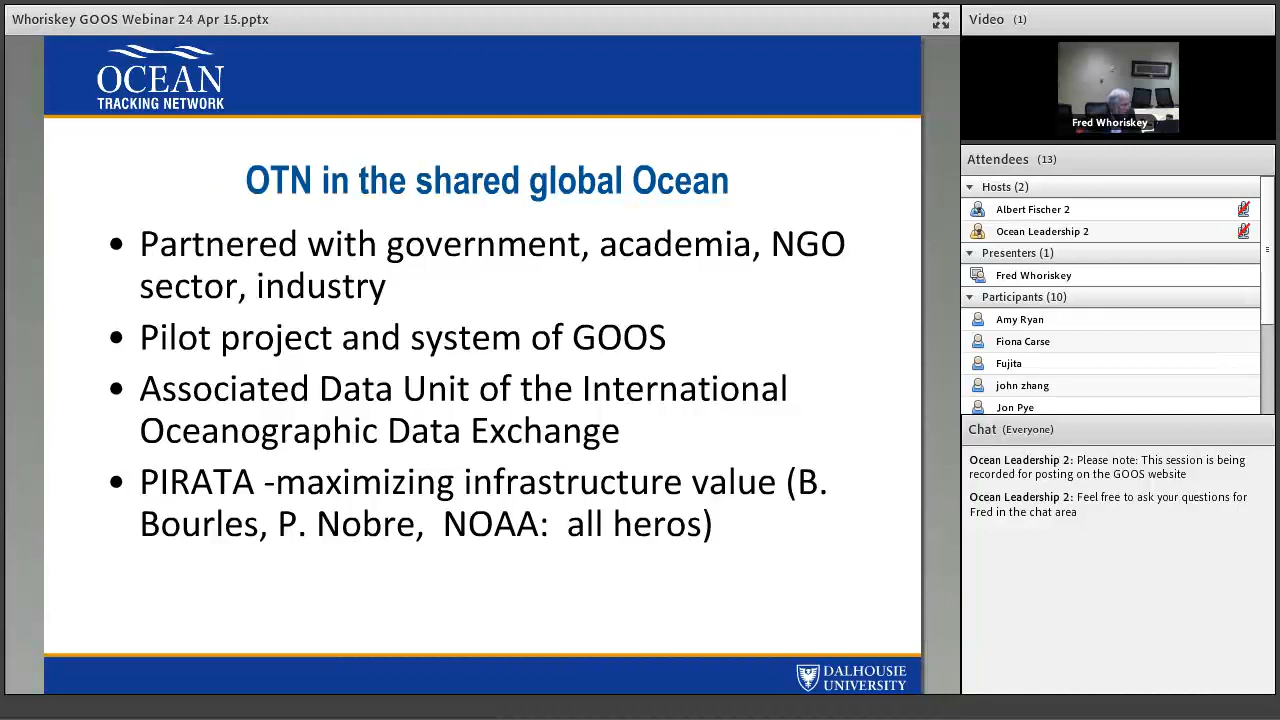 Whoriskey GOOS Webinar 24 Apr 15.pptx
OCEAN
TRACKING NETWORK
OTN in the shared global Ocean
• Partnered with government, academia, NGO
sector, industry
• Pilot project and system of GOOS
• Associated Data Unit of the International
Oceanographic Data Exchange
• PIRATA -maximizing infrastructure value (B.
Bourles, P. Nobre, NOAA: all heros)
DALHOUSIE
UNIVERSITY
Video (1)
Fred Whoriskey
Attendees (13)
Hosts (2)
Albert Fischer 2
Ocean Leadership 2
Presenters (1)
Fred Whoriskey
Participants (10)
Amy Ryan
Fiona Carse
Fujita
john zhang
Jon Pye
Chat (Everyone)
Ocean Leadership 2: Please note: This session is being
recorded for posting on the GOOS website
Ocean Leadership 2: Feel free to ask your questions for
Fred in the chat area